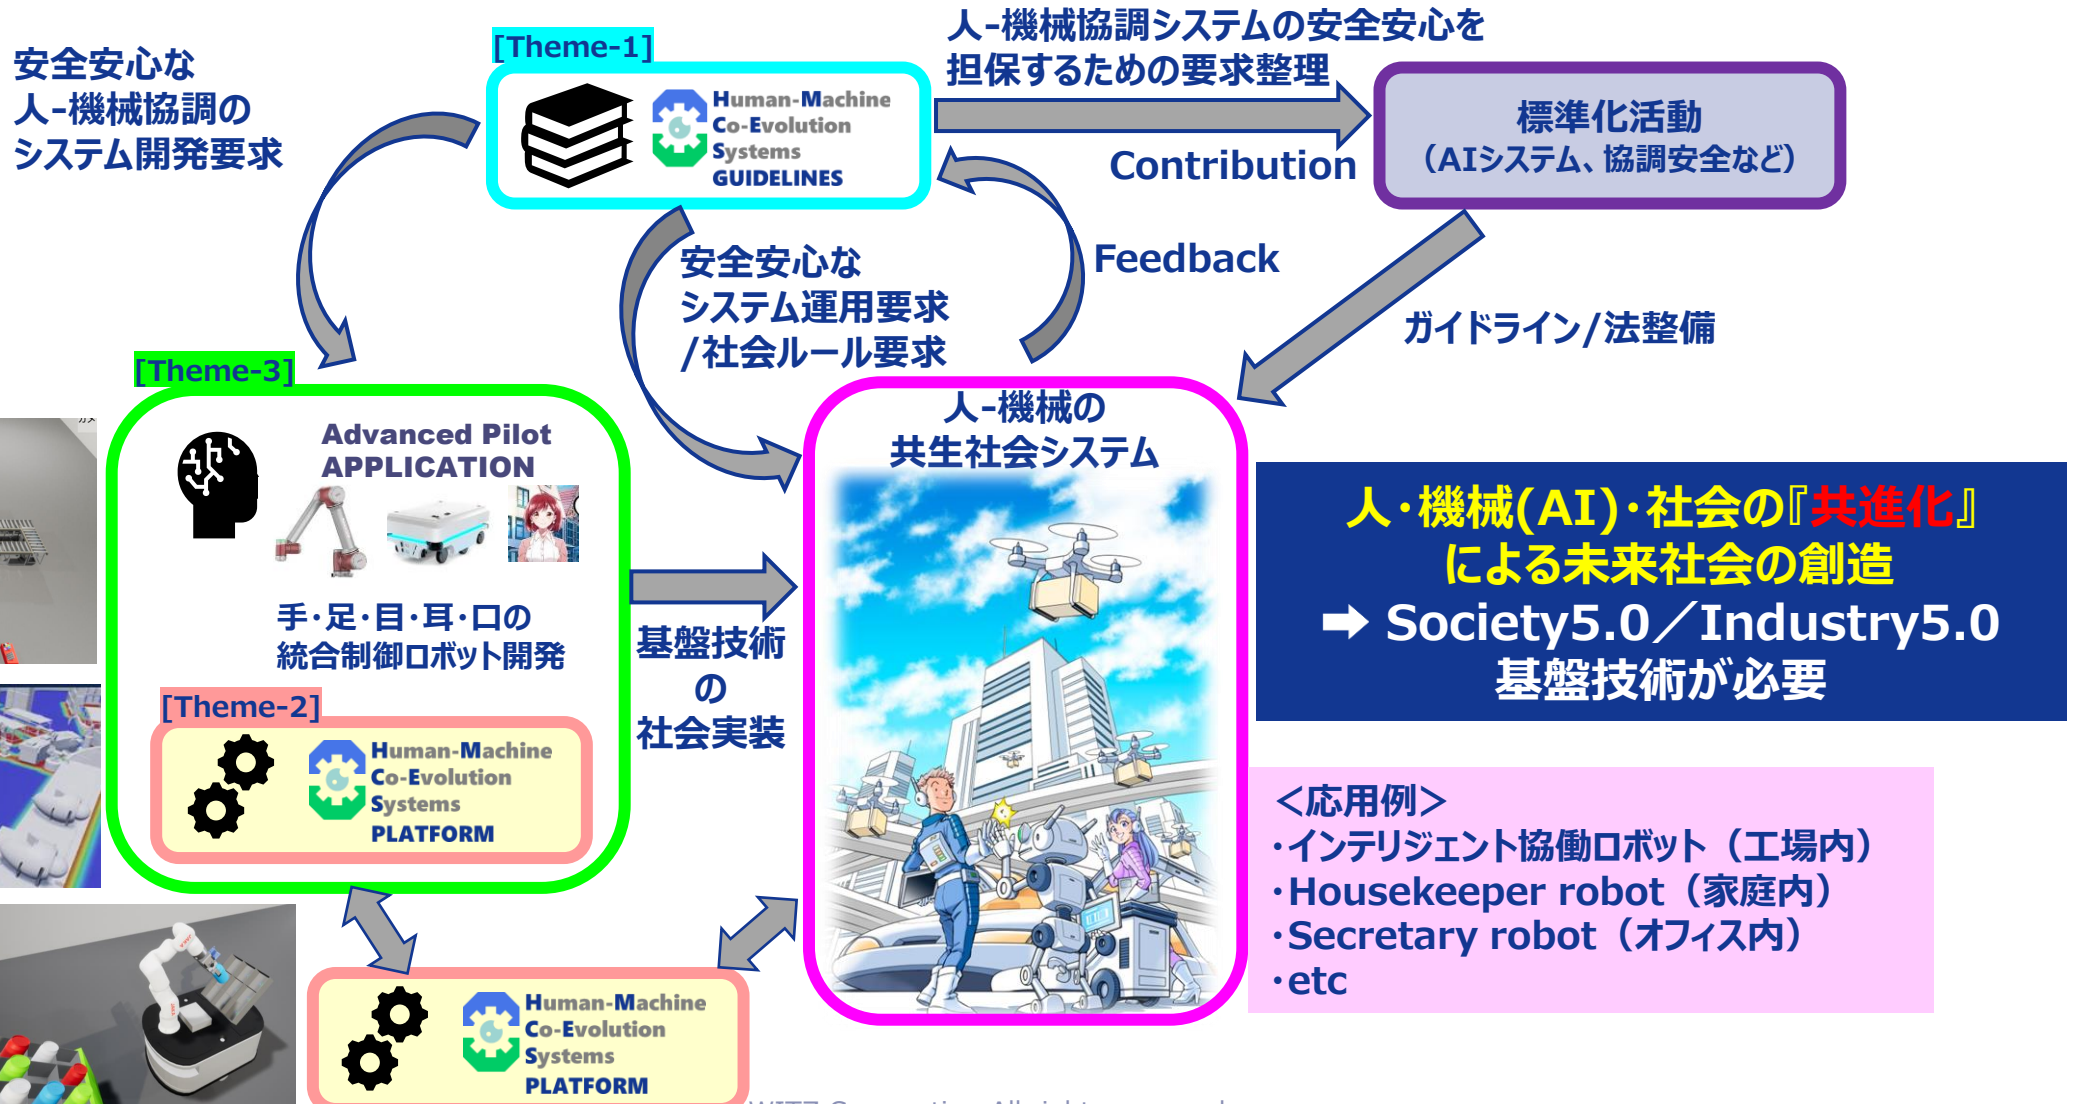 安全安心な
人-機械協調の
システム開発要求
[Theme-1]
Human-Machine
Co-Evolution
Systems
GUIDELINES
人-機械協調システムの安全安心を
担保するための要求整理
Contribution
標準化活動
（AIシステム、協調安全など）
安全安心な
システム運用要求
/社会ルール要求
Feedback
ガイドライン/法整備
[Theme-3]
Advanced Pilot
APPLICATION
手・足・目・耳・口の
統合制御ロボット開発
[Theme-2]
Human-Machine
Co-Evolution
Systems
PLATFORM
基盤技術
の
社会実装
人-機械の
共生社会システム
人・機械(AI)・社会の『共進化』
による未来社会の創造
➡ Society5.0／Industry5.0
基盤技術が必要
＜応用例＞
・インテリジェント協働ロボット（工場内）
・Housekeeper robot（家庭内）
・Secretary robot（オフィス内）
・etc
Human-Machine
Co-Evolution
Systems
PLATFORM